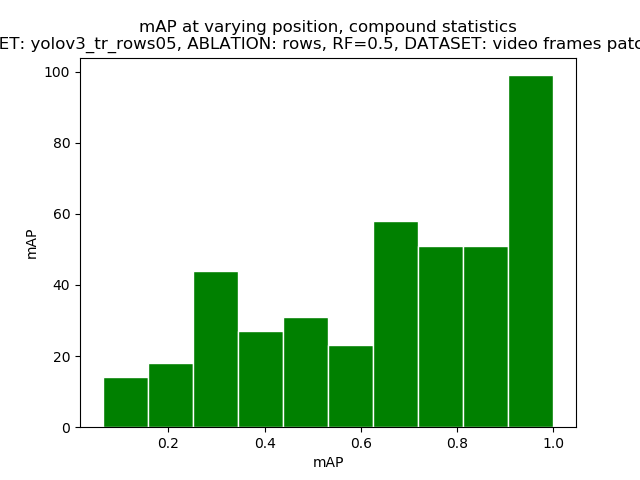 mAP at varying position, compound statistics
ET: yolov3_tr_rows05, ABLATION: rows, RF=0.5, DATASET: video frames patc
100
80
60
40
20
0
mAP
0.2 0.4 0.6 0.8 1.0
mAP